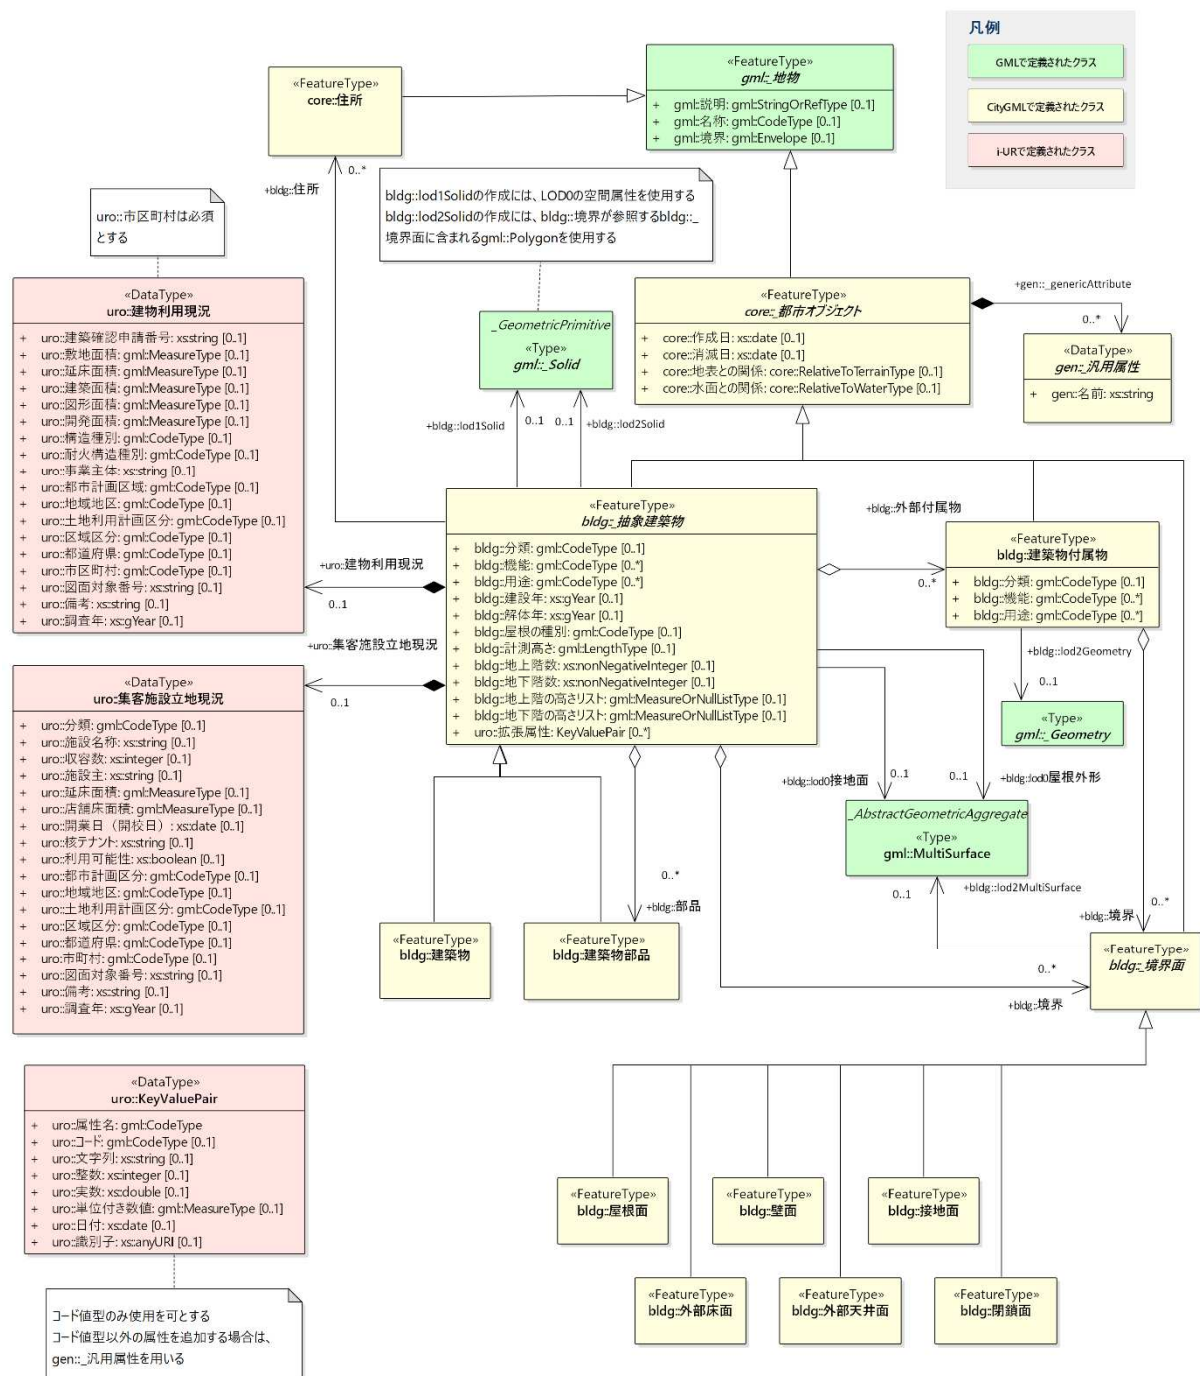 凡例
GMLで定義されたクラス
CityGMLで定義されたクラス
i-URで定義されたクラス
«FeatureType»
core::住所
«FeatureType»
gml::_地物
+ gml::説明: gml::StringOrRefType [0..1]
+ gml::名称: gml::CodeType [0..1]
+ gml::境界: gml::Envelope [0..1]
0..*
+bldg::住所
bldg::lod1Solidの作成には、LOD0の空間属性を使用する
bldg::lod2Solidの作成には、bldg::境界が参照するbldg::_
境界面に含まれるgml::Polygonを使用する
uro::市区町村は必須
とする
«DataType»
uro::建物利用現況
+ uro::建築確認申請番号: xs::string [0..1]
+ uro::敷地面積: gml::MeasureType [0..1]
+ uro::延床面積: gml::MeasureType [0..1]
+ uro::建築面積: gml::MeasureType [0..1]
+ uro::図形面積: gml::MeasureType [0..1]
+ uro::開発面積: gml::MeasureType [0..1]
+ uro::構造種別: gml::CodeType [0..1]
+ uro::耐火構造種別: gml::CodeType [0..1]
+ uro::事業主体: xs::string [0..1]
+ uro::都市計画区域: gml::CodeType [0..1]
+ uro::地域地区: gml::CodeType [0..1]
+ uro::土地利用計画区分: gml::CodeType [0..1]
+ uro::区域区分: gml::CodeType [0..1]
+ uro::都道府県: gml::CodeType [0..1]
+ uro::市区町村: gml::CodeType [0..1]
+ uro::図面対象番号: xs::string [0..1]
+ uro::備考: xs::string [0..1]
+ uro::調査年: xs::gYear [0..1]
_GeometricPrimitive
«Type»
gml::_Solid
+bldg::lod1Solid
0..1
0..1
+bldg::lod2Solid
«FeatureType»
core::_都市オブジェクト
+ core::作成日: xs::date [0..1]
+ core::消滅日: xs::date [0..1]
+ core::地表との関係: core::RelativeToTerrainType [0..1]
+ core::水面との関係: core::RelativeToWaterType [0..1]
+gen::_genericAttribute
0..*
«DataType»
gen::_汎用属性
+ gen::名前: xs::string
«FeatureType»
bldg::_抽象建築物
+ bldg::分類: gml::CodeType [0..1]
+ bldg::機能: gml::CodeType [0..*]
+ bldg::用途: gml::CodeType [0..*]
+ bldg::建設年: xs::gYear [0..1]
+ bldg::解体年: xs::gYear [0..1]
+ bldg::屋根の種別: gml::CodeType [0..1]
+ bldg::計測高さ: gml::LengthType [0..1]
+ bldg::地上階数: xs::nonNegativeInteger [0..1]
+ bldg::地下階数: xs::nonNegativeInteger [0..1]
+ bldg::地上階の高さリスト: gml::MeasureOrNullListType [0..1]
+ bldg::地下階の高さリスト: gml::MeasureOrNullListType [0..1]
+ uro::拡張属性: KeyValuePair [0..*]
+uro::建物利用現況
0..1
+uro::集客施設立地現況
0..1
+bldg::外部付属物
0..*
«FeatureType»
bldg::建築物付属物
+ bldg::分類: gml::CodeType [0..1]
+ bldg::機能: gml::CodeType [0..*]
+ bldg::用途: gml::CodeType [0..*]
+bldg::lod2Geometry
0..1
«Type»
gml::_Geometry
«DataType»
uro::集客施設立地現況
+ uro::分類: gml::CodeType [0..1]
+ uro::施設名称: xs::string [0..1]
+ uro::収容数: xs::integer [0..1]
+ uro::施設主: xs::string [0..1]
+ uro::延床面積: gml::MeasureType [0..1]
+ uro::店舗床面積: gml::MeasureType [0..1]
+ uro::開業日（開校日）: xs::date [0..1]
+ uro::核テナント: xs::string [0..1]
+ uro::利用可能性: xs::boolean [0..1]
+ uro::都市計画区分: gml::CodeType [0..1]
+ uro::地域地区: gml::CodeType [0..1]
+ uro::土地利用計画区分: gml::CodeType [0..1]
+ uro::区域区分: gml::CodeType [0..1]
+ uro::都道府県: gml::CodeType [0..1]
+ uro::市町村: gml::CodeType [0..1]
+ uro::図面対象番号: xs::string [0..1]
+ uro::備考: xs::string [0..1]
+ uro::調査年: xs::gYear [0..1]
0..1
+bldg::lod0接地面
0..1
+bldg::lod0屋根外形
_AbstractGeometricAggregate
«Type»
gml::MultiSurface
0..1
+bldg::lod2MultiSurface
0..*
+bldg::部品
«FeatureType»
bldg::建築物
«FeatureType»
bldg::建築物部品
0..*
+bldg::境界
«FeatureType»
bldg::_境界面
0..*
+bldg::境界
«DataType»
uro::KeyValuePair
+ uro::属性名: gml::CodeType
+ uro::コード: gml::CodeType [0..1]
+ uro::文字列: xs::string [0..1]
+ uro::整数: xs::integer [0..1]
+ uro::実数: xs::double [0..1]
+ uro::単位付き数値: gml::MeasureType [0..1]
+ uro::日付: xs::date [0..1]
+ uro::識別子: xs::anyURI [0..1]
コード値型のみ使用を可とする
コード値型以外の属性を追加する場合は、
gen::_汎用属性を用いる
«FeatureType»
bldg::屋根面
«FeatureType»
bldg::壁面
«FeatureType»
bldg::接地面
«FeatureType»
bldg::外部床面
«FeatureType»
bldg::外部天井面
«FeatureType»
bldg::閉鎖面